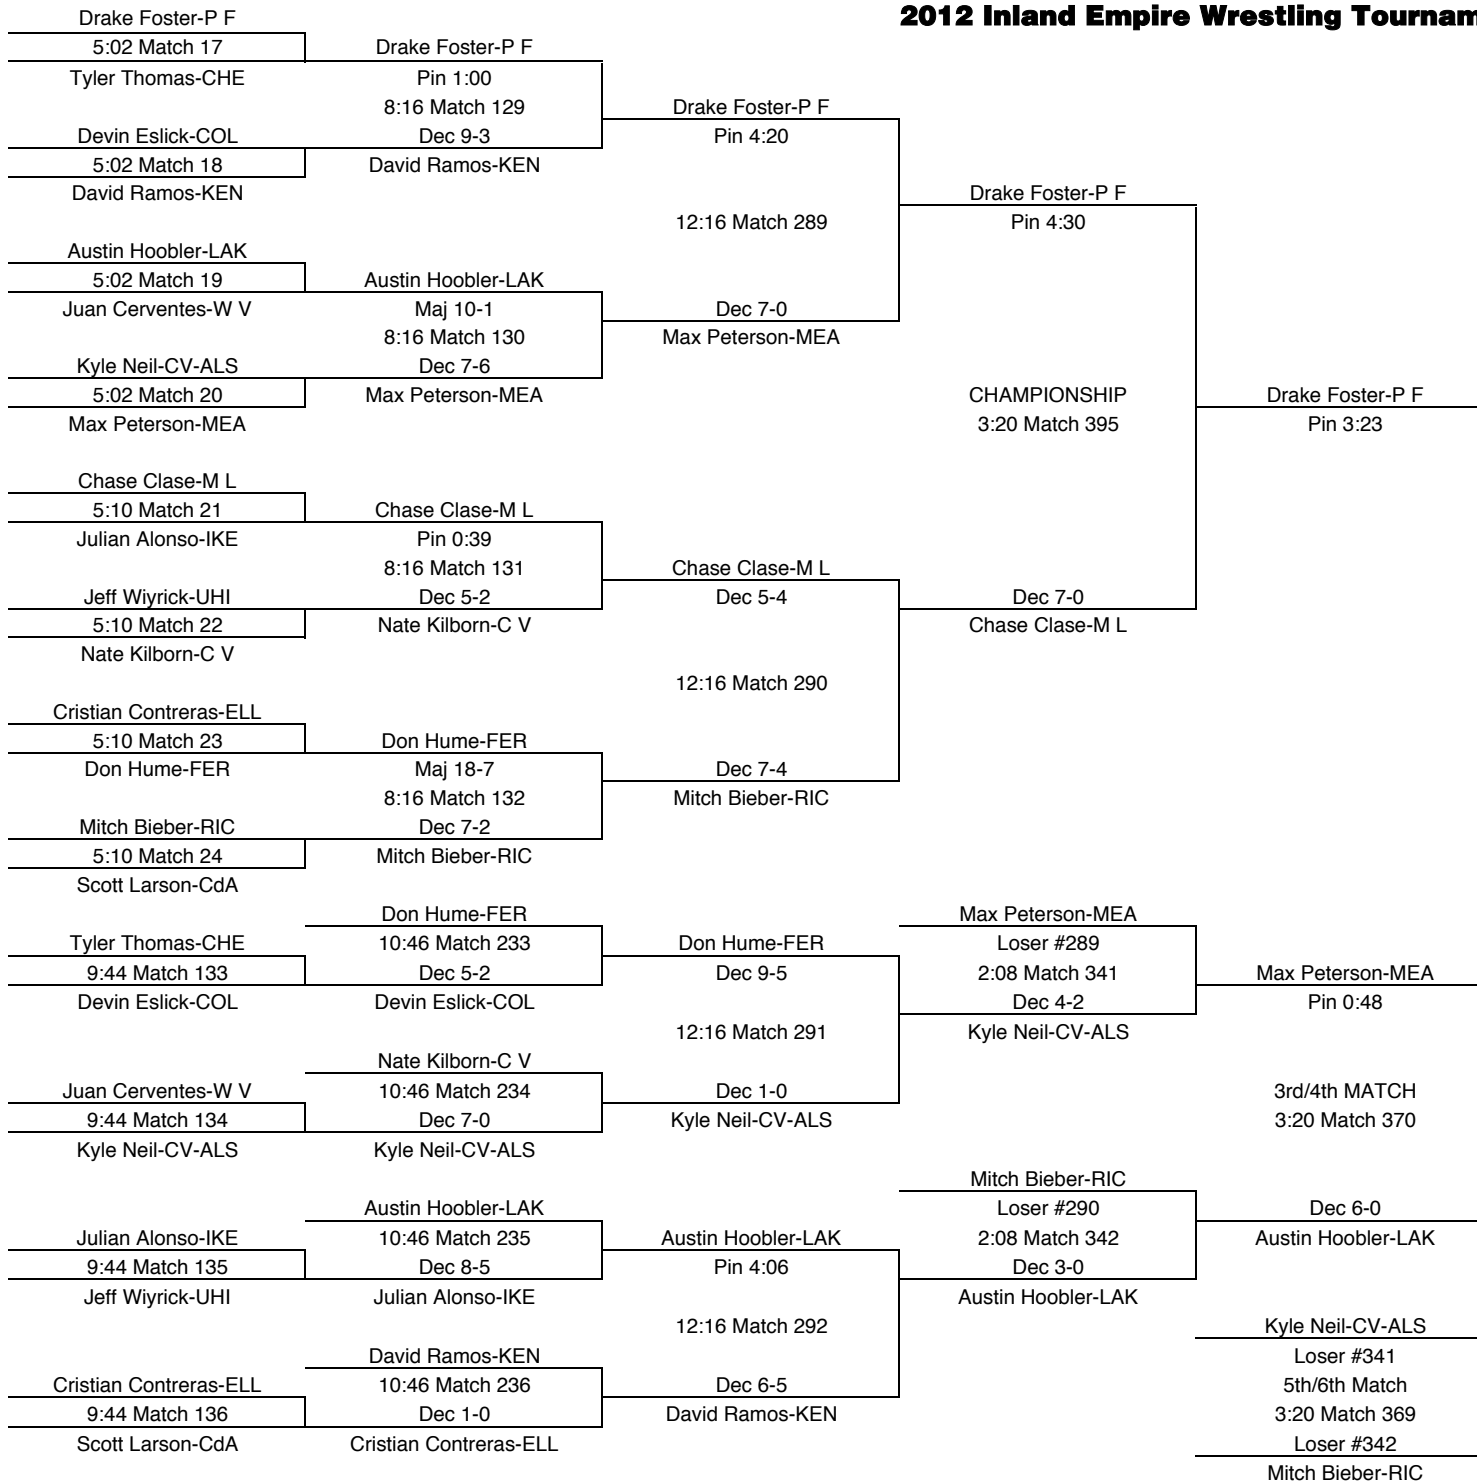 2012 Inland Empire Wrestling Tournam
Drake Foster-P F
5:02 Match 17
Tyler Thomas-CHE
Devin Eslick-COL
5:02 Match 18
David Ramos-KEN
Austin Hoobler-LAK
5:02 Match 19
Juan Cerventes-W V
Kyle Neil-CV-ALS
5:02 Match 20
Max Peterson-MEA
Chase Clase-M L
5:10 Match 21
Julian Alonso-IKE
Jeff Wiyrick-UHI
5:10 Match 22
Nate Kilborn-C V
Cristian Contreras-ELL
5:10 Match 23
Don Hume-FER
Mitch Bieber-RIC
5:10 Match 24
Scott Larson-CdA
Tyler Thomas-CHE
9:44 Match 133
Devin Eslick-COL
Juan Cerventes-W V
9:44 Match 134
Kyle Neil-CV-ALS
Julian Alonso-IKE
9:44 Match 135
Jeff Wiyrick-UHI
Cristian Contreras-ELL
9:44 Match 136
Scott Larson-CdA
Drake Foster-P F
Pin 1:00
8:16 Match 129
Dec 9-3
David Ramos-KEN
Austin Hoobler-LAK
Maj 10-1
8:16 Match 130
Dec 7-6
Max Peterson-MEA
Chase Clase-M L
Pin 0:39
8:16 Match 131
Dec 5-2
Nate Kilborn-C V
Don Hume-FER
Maj 18-7
8:16 Match 132
Dec 7-2
Mitch Bieber-RIC
Don Hume-FER
10:46 Match 233
Dec 5-2
Devin Eslick-COL
Nate Kilborn-C V
10:46 Match 234
Dec 7-0
Kyle Neil-CV-ALS
Austin Hoobler-LAK
10:46 Match 235
Dec 8-5
Julian Alonso-IKE
David Ramos-KEN
10:46 Match 236
Dec 1-0
Cristian Contreras-ELL
Drake Foster-P F
Pin 4:20
12:16 Match 289
Dec 7-0
Max Peterson-MEA
Chase Clase-M L
Dec 5-4
12:16 Match 290
Dec 7-4
Mitch Bieber-RIC
Don Hume-FER
Dec 9-5
12:16 Match 291
Dec 1-0
Kyle Neil-CV-ALS
Austin Hoobler-LAK
Pin 4:06
12:16 Match 292
Dec 6-5
David Ramos-KEN
Drake Foster-P F
Pin 4:30
CHAMPIONSHIP
3:20 Match 395
Dec 7-0
Chase Clase-M L
Max Peterson-MEA
Loser #289
2:08 Match 341
Dec 4-2
Kyle Neil-CV-ALS
Mitch Bieber-RIC
Loser #290
2:08 Match 342
Dec 3-0
Austin Hoobler-LAK
Drake Foster-P F
Pin 3:23
Max Peterson-MEA
Pin 0:48
3rd/4th MATCH
3:20 Match 370
Dec 6-0
Austin Hoobler-LAK
Kyle Neil-CV-ALS
Loser #341
5th/6th Match
3:20 Match 369
Loser #342
Mitch Bieber-RIC